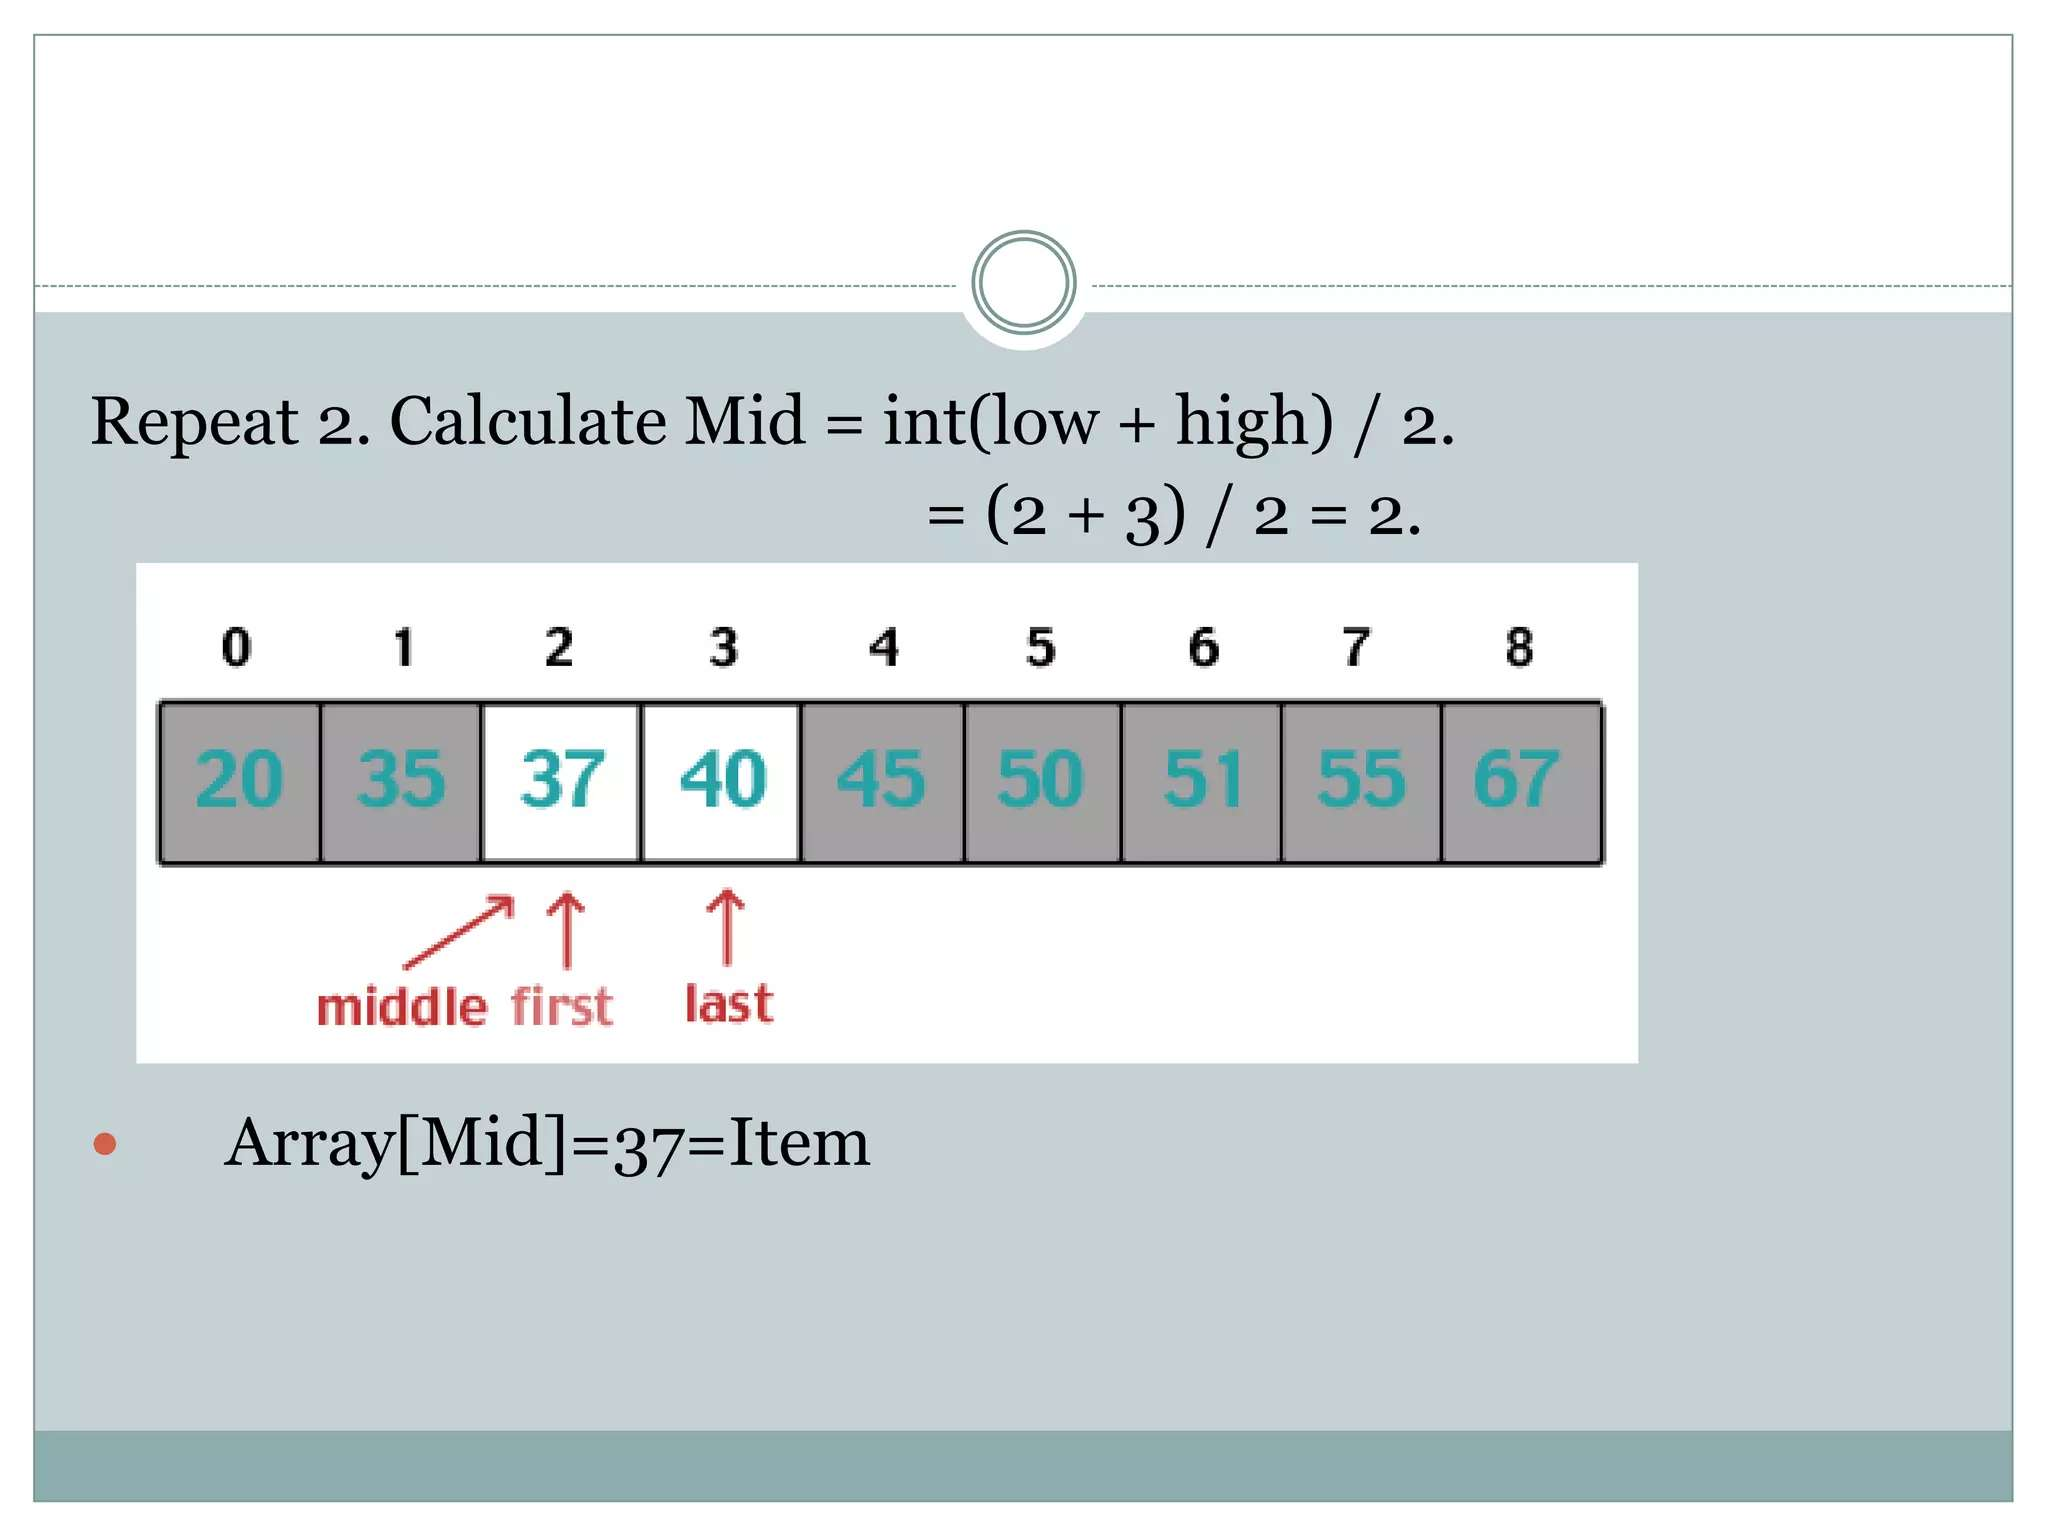 Repeat 2. Calculate Mid = int(low + high) / 2.
= (2 + 3) / 2 = 2.
0 1 2 3 4 5 6 7 8
20 35 37 40 45 50 51 55 67
middle first last
Array[Mid]=37=Item